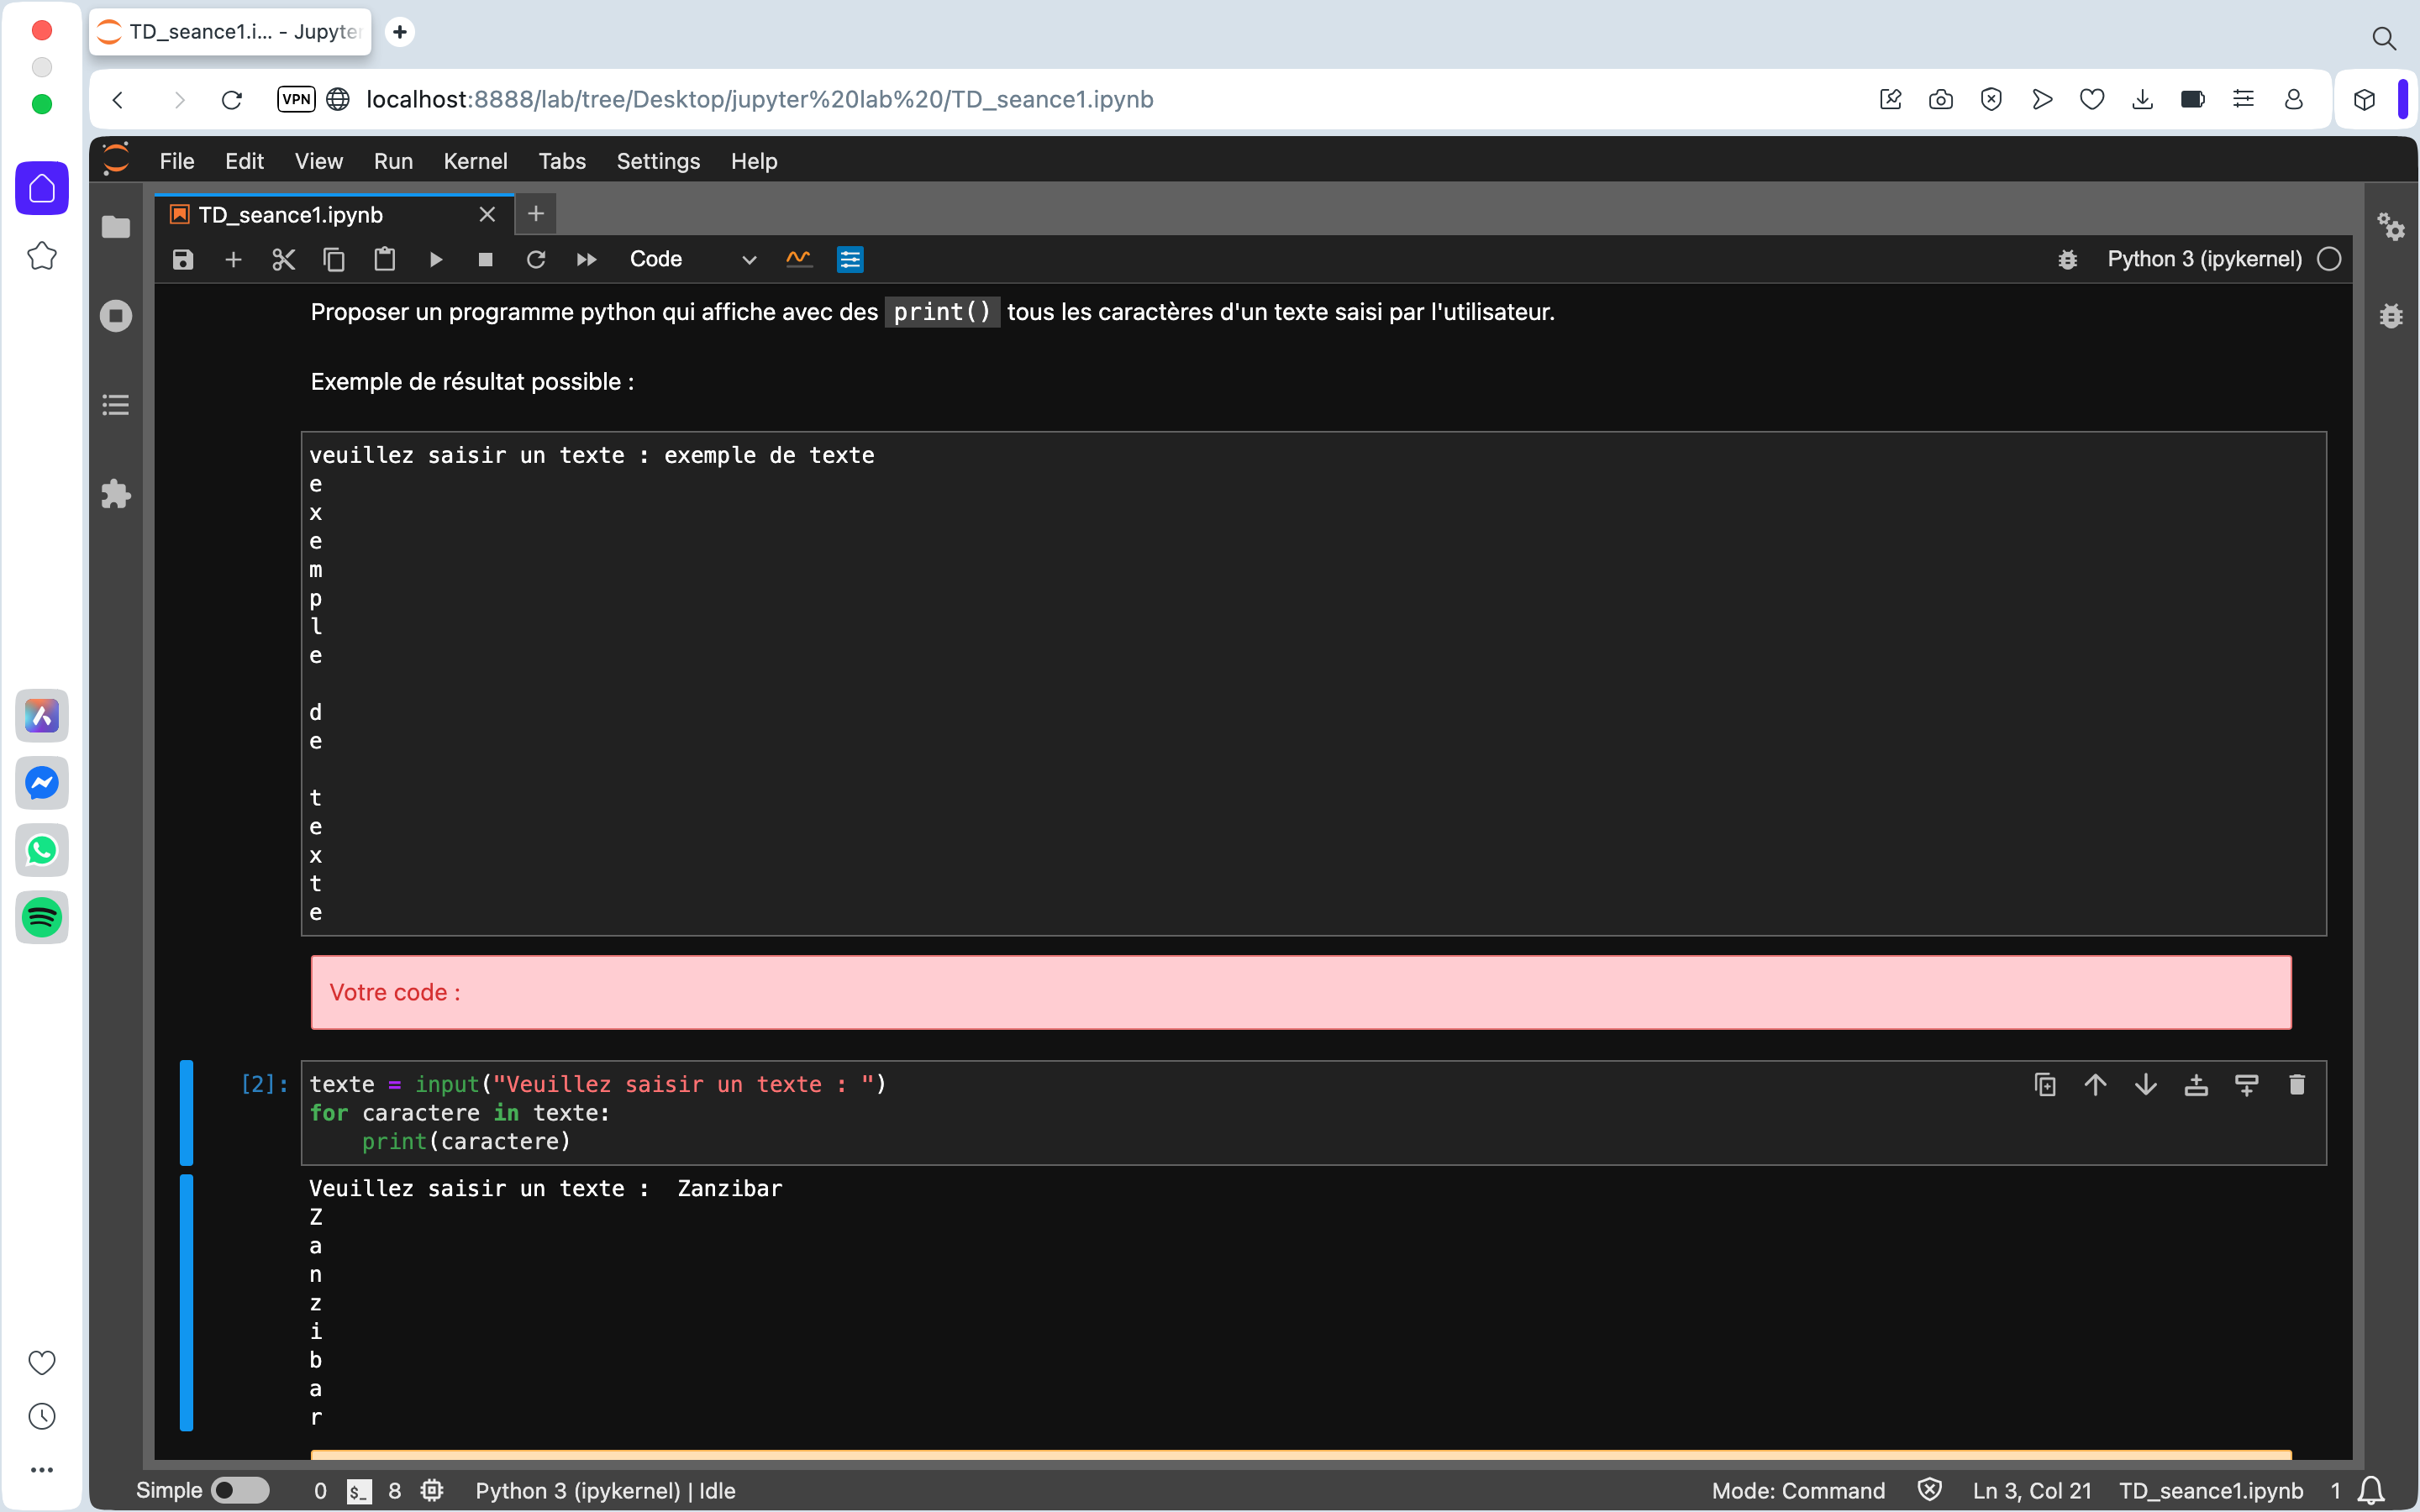 TD_seance1.i... - Jupyter
VPN
localhost:8888/lab/tree/Desktop/jupyter%20lab%20/TD_seance1.ipynb
File Edit View Run Kernel Tabs Settings Help
TD_seance1.ipynb
Code
Python 3 (ipykernel)
Proposer un programme python qui affiche avec des print() tous les caractères d'un texte saisi par l'utilisateur.
Exemple de résultat possible :
veuillez saisir un texte : exemple de texte
e
x
e
m
p
l
e
d
e
t
e
x
t
e
Votre code :
[2]: texte = input("Veuillez saisir un texte : ")
for caractere in texte:
    print(caractere)
Veuillez saisir un texte :  Zanzibar
Z
a
n
z
i
b
a
r
Simple 0 $_ 8 Python 3 (ipykernel) | Idle Mode: Command Ln 3, Col 21 TD_seance1.ipynb 1